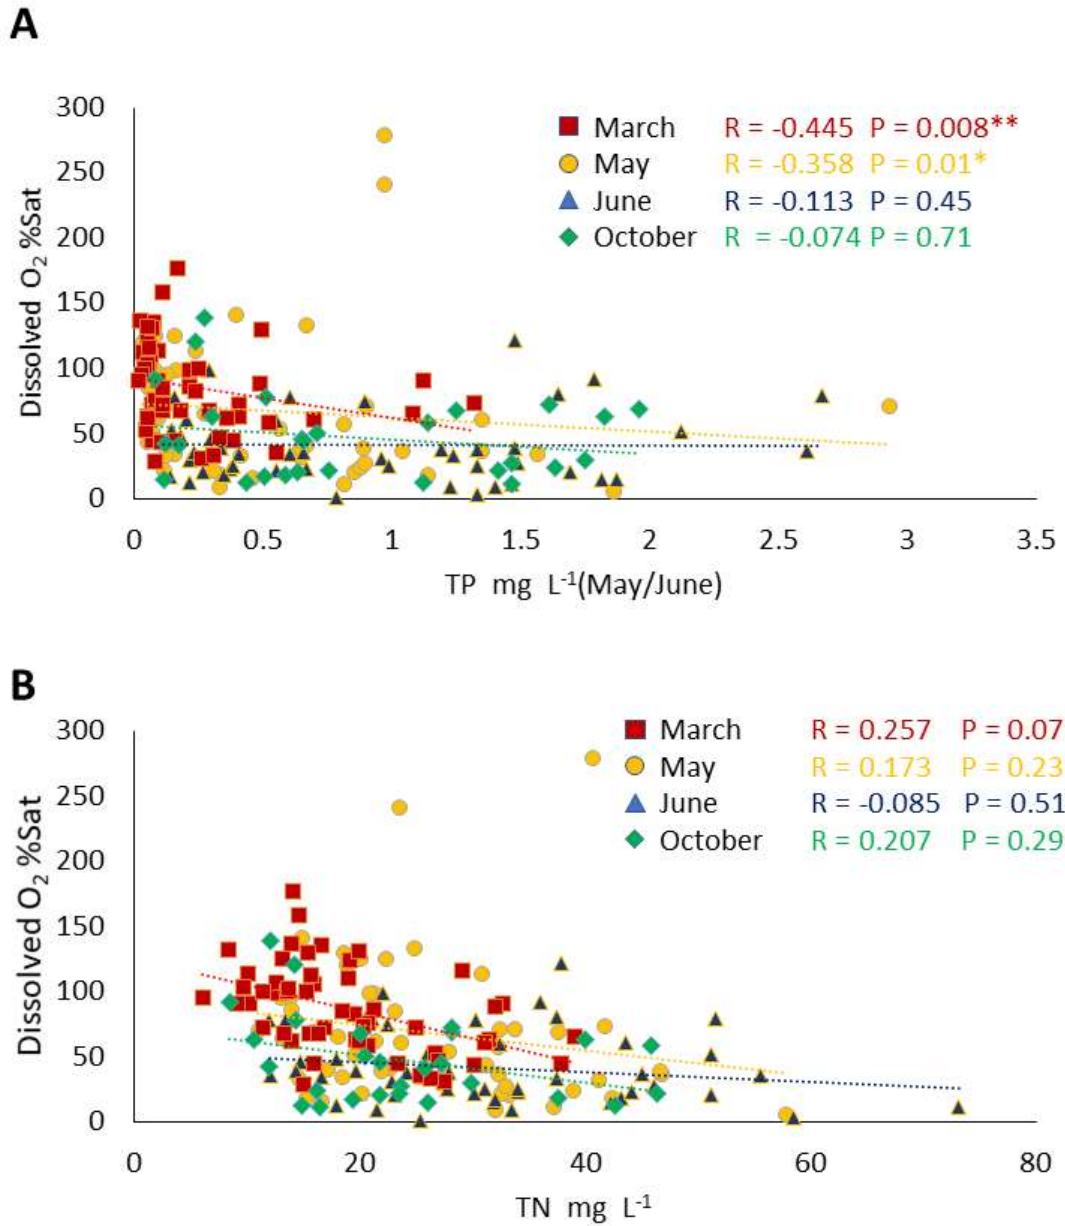 A
300
250
200
150
100
50
0
Dissolved O₂ %Sat
March R = -0.445 P = 0.008**
May R = -0.358 P = 0.01*
June R = -0.113 P = 0.45
October R = -0.074 P = 0.71
0 0.5 1 1.5 2 2.5 3 3.5
TP mg L⁻¹(May/June)
B
300
250
200
150
100
50
0
Dissolved O₂ %Sat
March R = 0.257 P = 0.07
May R = 0.173 P = 0.23
June R = -0.085 P = 0.51
October R = 0.207 P = 0.29
0 20 40 60 80
TN mg L⁻¹